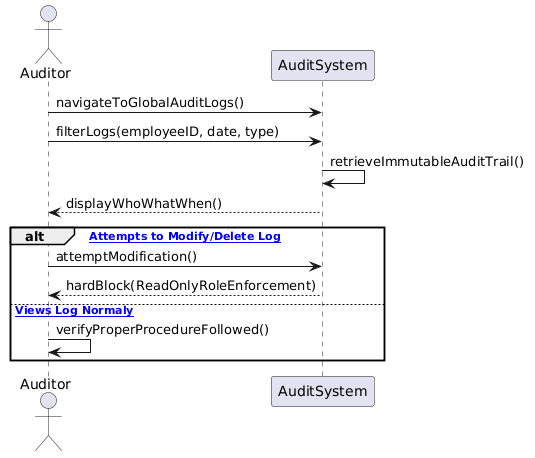 Auditor
AuditSystem
navigateToGlobalAuditLogs()
filterLogs(employeeID, date, type)
retrieveImmutableAuditTrail()
displayWhoWhatWhen()
alt Attempts to Modify/Delete Log
attemptModification()
hardBlock(ReadOnlyRoleEnforcement)
Views Log Normaly
verifyProperProcedureFollowed()
Auditor
AuditSystem